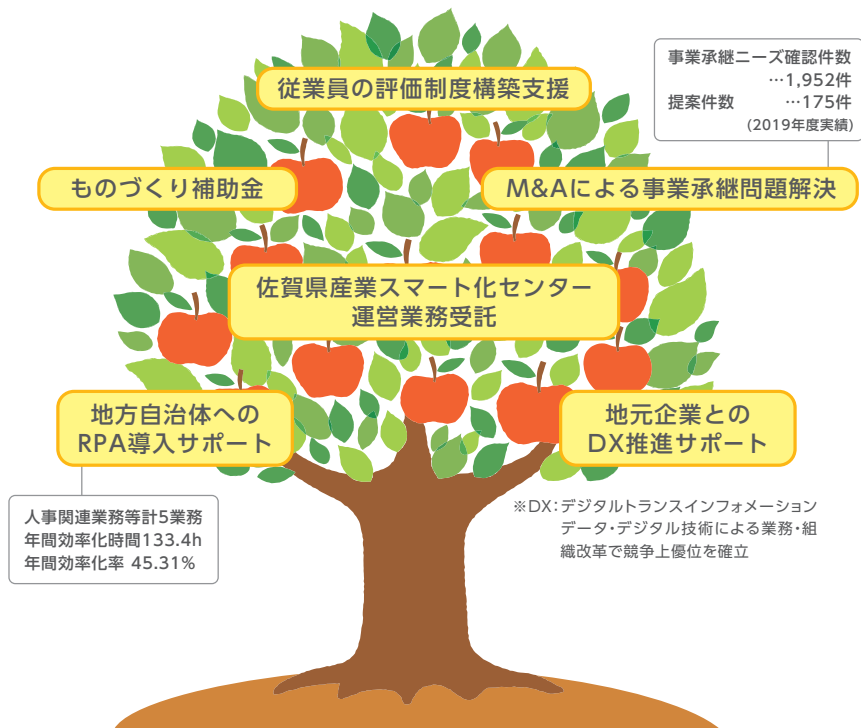 従業員の評価制度構築支援
事業承継ニーズ確認件数
…1,952件
提案件数 …175件
(2019年度実績)
ものづくり補助金
M&Aによる事業承継問題解決
佐賀県産業スマート化センター
運営業務受託
地方自治体への
RPA導入サポート
地元企業との
DX推進サポート
人事関連業務等計5業務
年間効率化時間133.4h
年間効率化率 45.31%
※DX:デジタルトランスインフォメーション
データ・デジタル技術による業務・組
織改革で競争上優位を確立